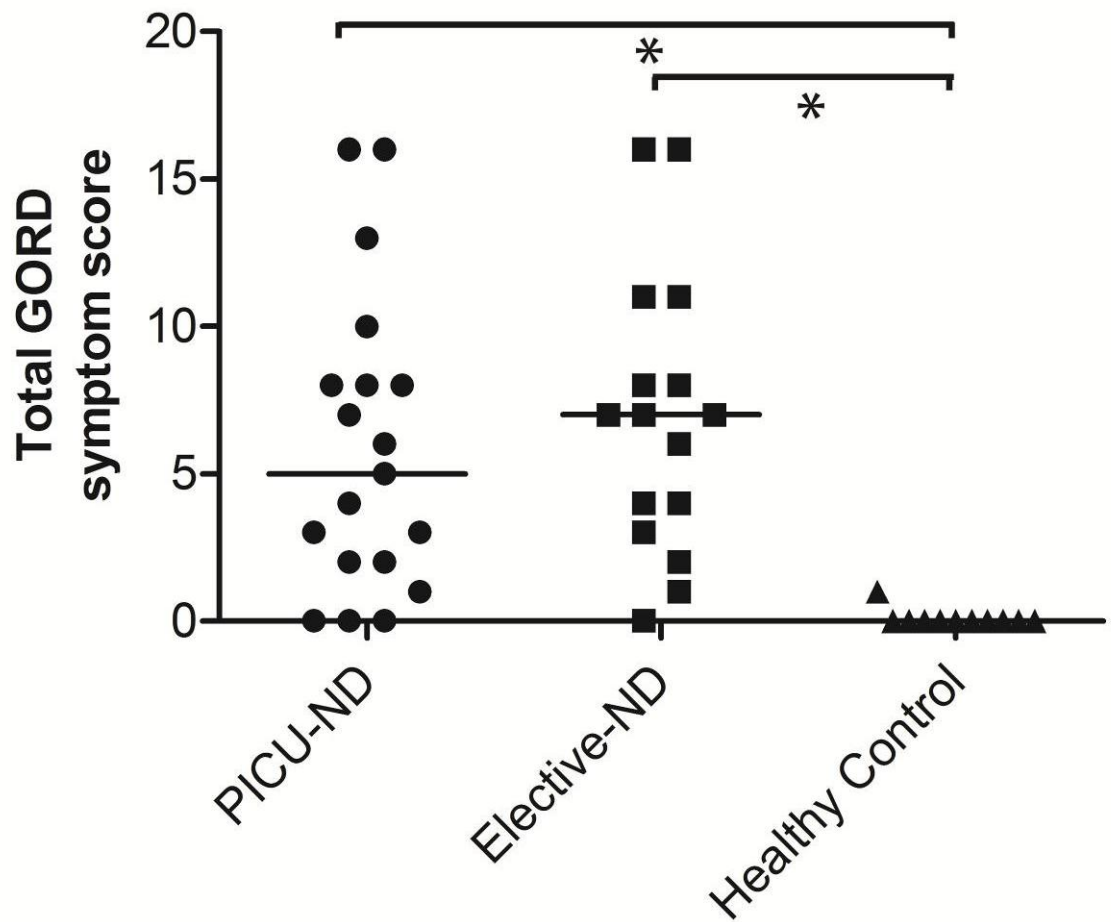 Total GORD
symptom score
20
15
10
5
0
*
*
PICU-ND
Elective-ND
Healthy Control